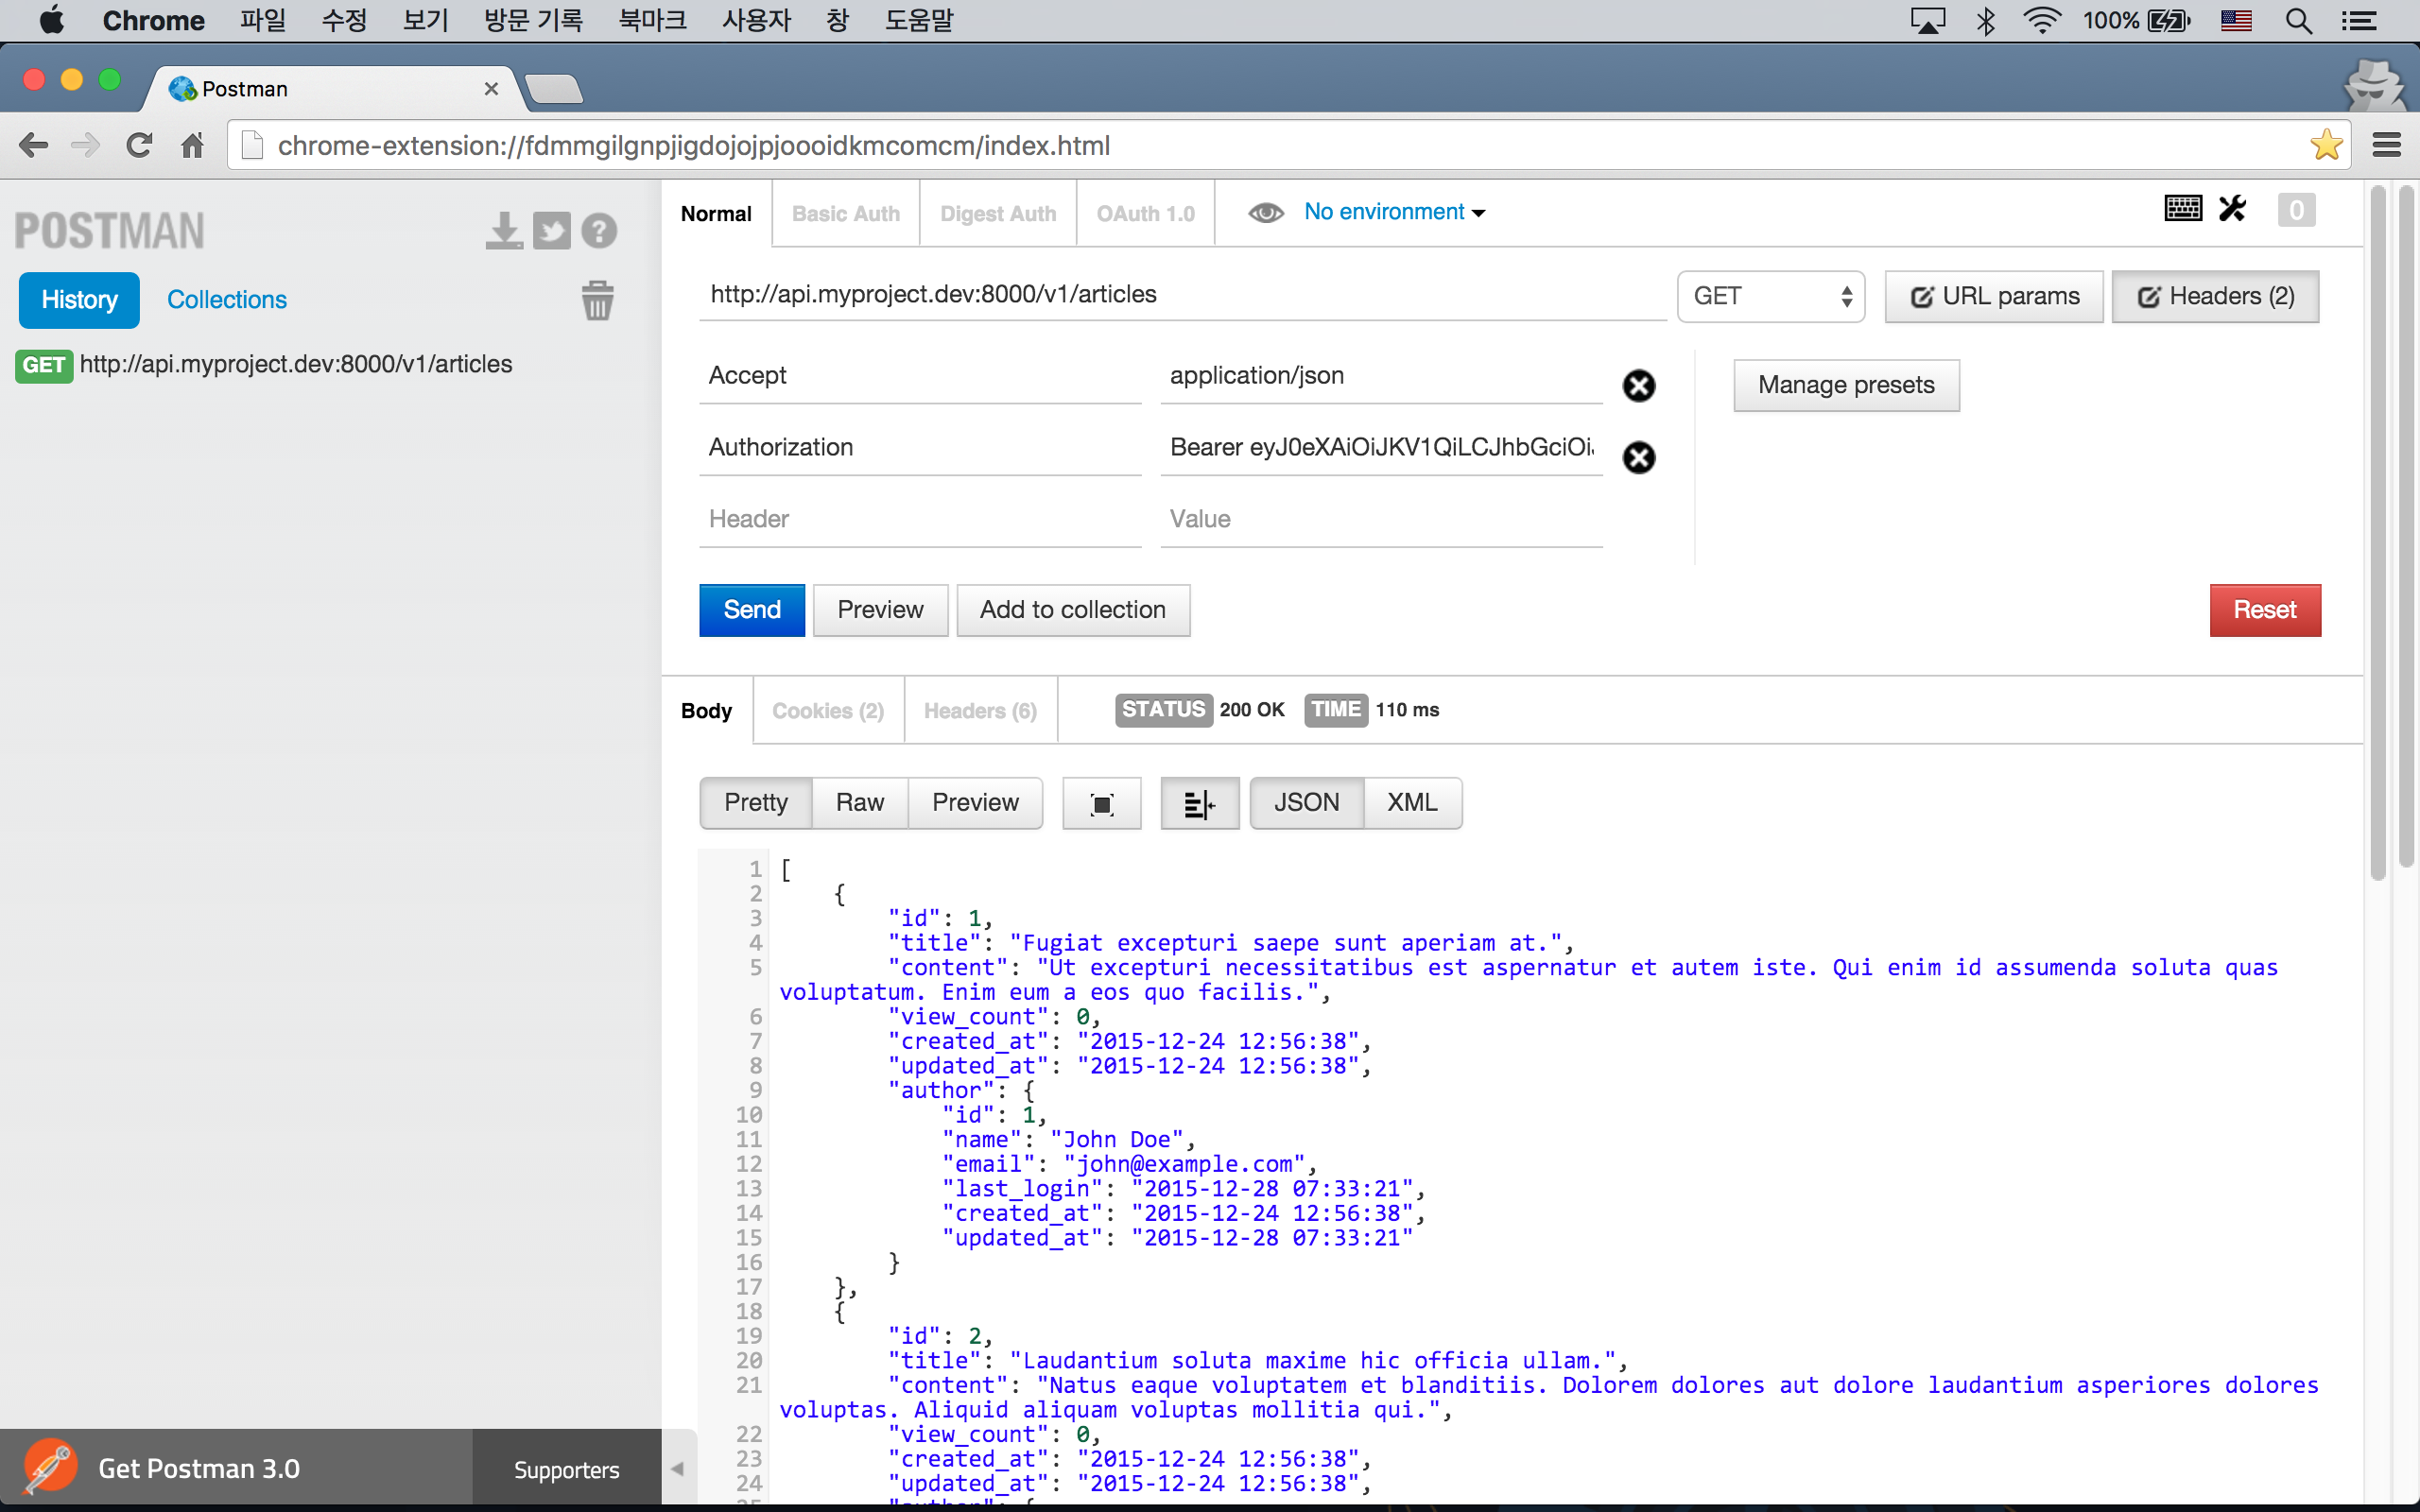 Chrome 파일 수정 보기 방문 기록 북마크 사용자 창 도움말 100%
Postman
chrome-extension://fdmmgilgnpjigdojojpjoooidkmcomcm/index.html
POSTMAN
History Collections
GET http://api.myproject.dev:8000/v1/articles
Normal Basic Auth Digest Auth OAuth 1.0 No environment 0
http://api.myproject.dev:8000/v1/articles GET URL params Headers (2)
Accept application/json Manage presets
Authorization Bearer eyJ0eXAiOiJKV1QiLCJhbGciOi
Header Value
Send Preview Add to collection Reset
Body Cookies (2) Headers (6) STATUS 200 OK TIME 110 ms
Pretty Raw Preview JSON XML
1 [
2 {
3 "id": 1,
4 "title": "Fugiat excepturi saepe sunt aperiam at.",
5 "content": "Ut excepturi necessitatibus est aspernatur et autem iste. Qui enim id assumenda soluta quas
voluptatum. Enim eum a eos quo facilis.",
6 "view_count": 0,
7 "created_at": "2015-12-24 12:56:38",
8 "updated_at": "2015-12-24 12:56:38",
9 "author": {
10 "id": 1,
11 "name": "John Doe",
12 "email": "john@example.com",
13 "last_login": "2015-12-28 07:33:21",
14 "created_at": "2015-12-24 12:56:38",
15 "updated_at": "2015-12-28 07:33:21"
16 }
17 },
18 {
19 "id": 2,
20 "title": "Laudantium soluta maxime hic officia ullam.",
21 "content": "Natus eaque voluptatem et blanditiis. Dolorem dolores aut dolore laudantium asperiores dolores
voluptas. Aliquid aliquam voluptas mollitia qui.",
22 "view_count": 0,
23 "created_at": "2015-12-24 12:56:38",
24 "updated_at": "2015-12-24 12:56:38",
Get Postman 3.0 Supporters